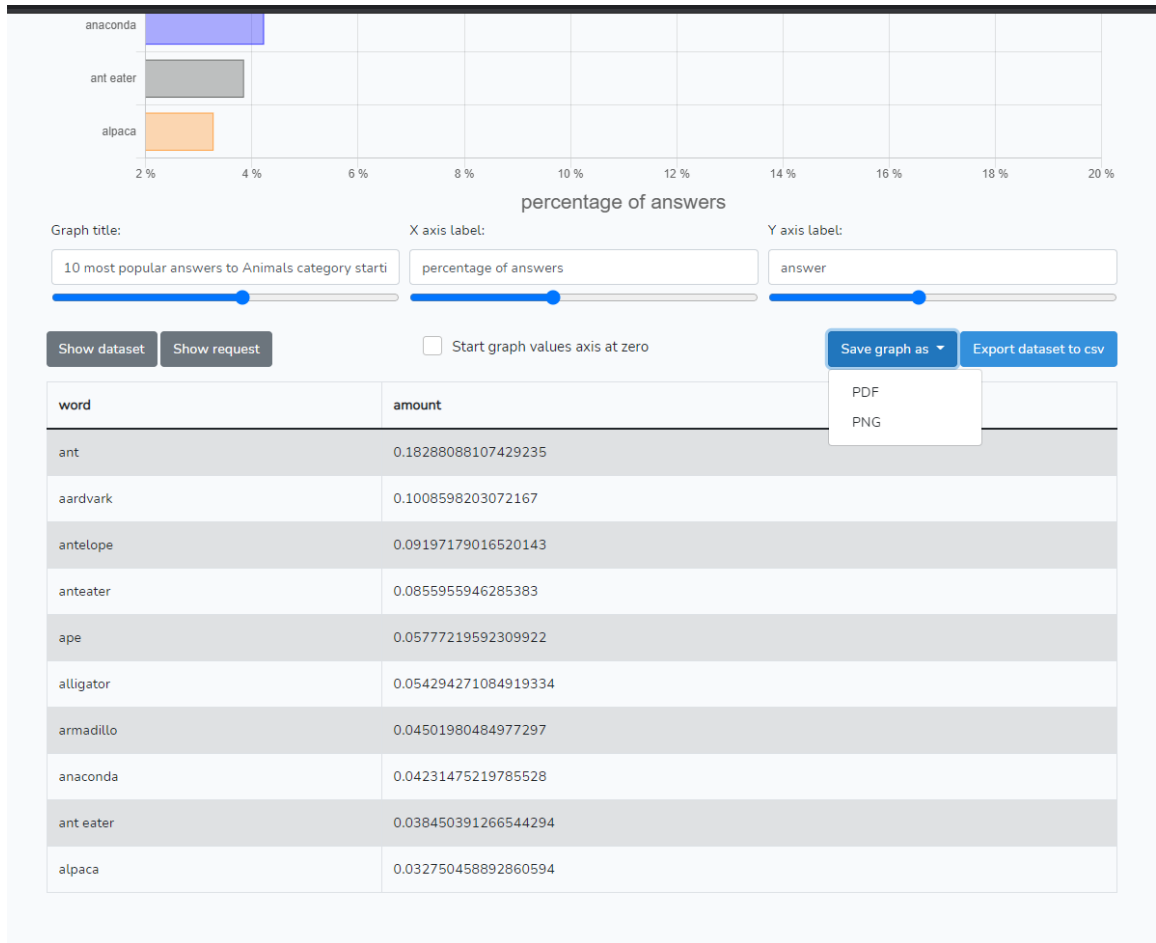 anaconda
ant eater
alpaca
2 % 4 % 6 % 8 % 10 % 12 % 14 % 16 % 18 % 20 %
percentage of answers
Graph title: X axis label: Y axis label:
10 most popular answers to Animals category starti percentage of answers answer
Show dataset Show request Start graph values axis at zero Save graph as Export dataset to csv
PDF
PNG
word amount
ant 0.18288088107429235
aardvark 0.1008598203072167
antelope 0.09197179016520143
anteater 0.0855955946285383
ape 0.05777219592309922
alligator 0.054294271084919334
armadillo 0.04501980484977297
anaconda 0.04231475219785528
ant eater 0.038450391266544294
alpaca 0.032750458892860594